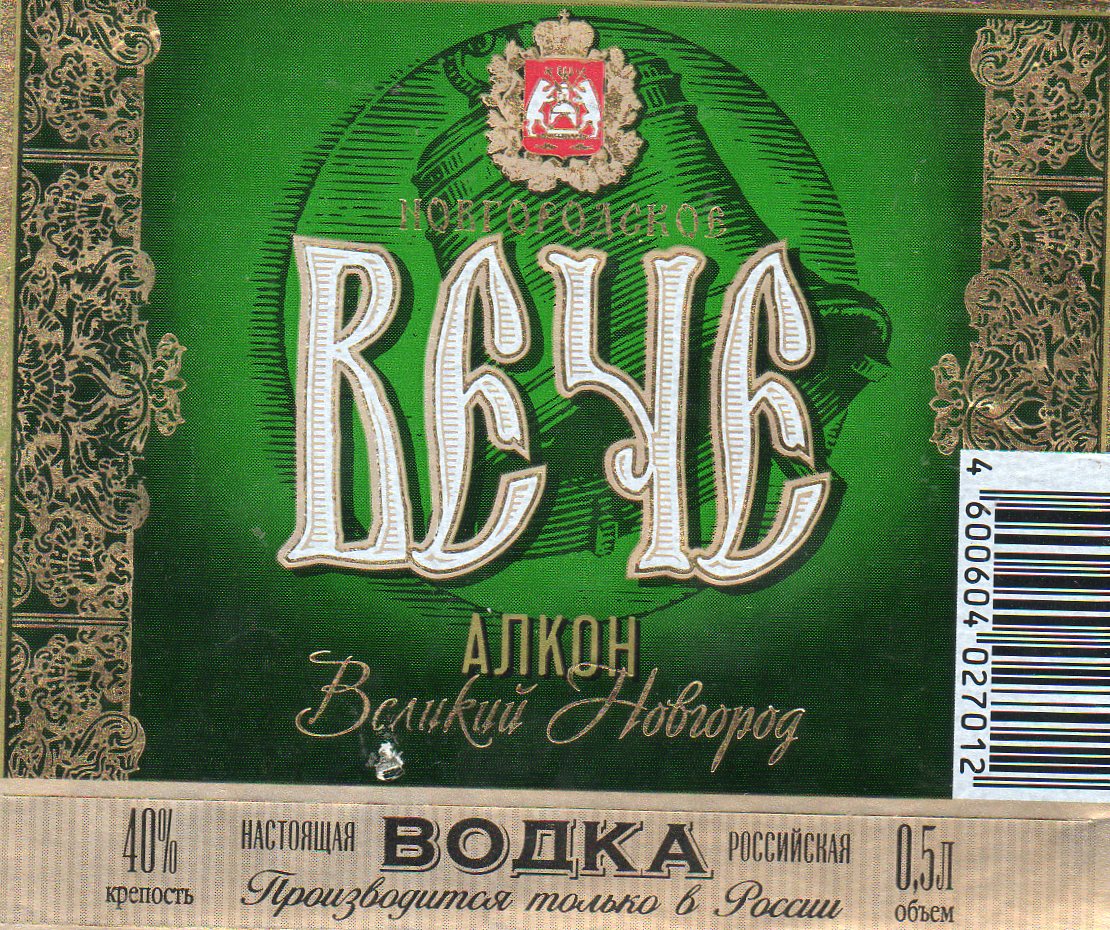 НОВГОРОДСКОЕ
ВЕЧЕ
АЛКОН
Великий Новгород
4 600604 027012
40% НАСТОЯЩАЯ ВОДКА РОССИЙСКАЯ 0,5л
крепость Производится только в России объем